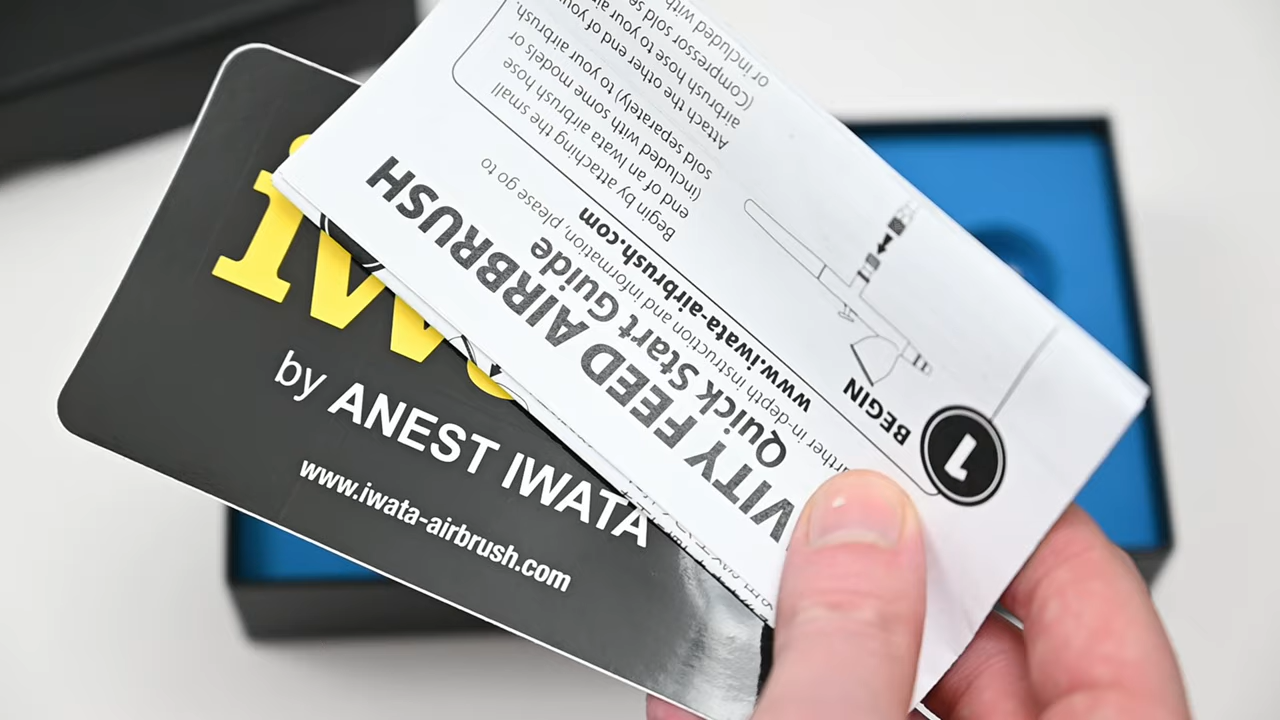 iwa
by ANEST IWATA
www.iwata-airbrush.com
VITY FEED AIRBRUSH
Quick Start Guide
rther in-depth instruction and information, please go to
www.iwata-airbrush.com
1
BEGIN
Begin by attaching the small
end of an Iwata airbrush hose
(included with some models or
sold separately) to your airbrush.
Attach the other end of your
airbrush hose to your air
(Compressor sold se
or included with